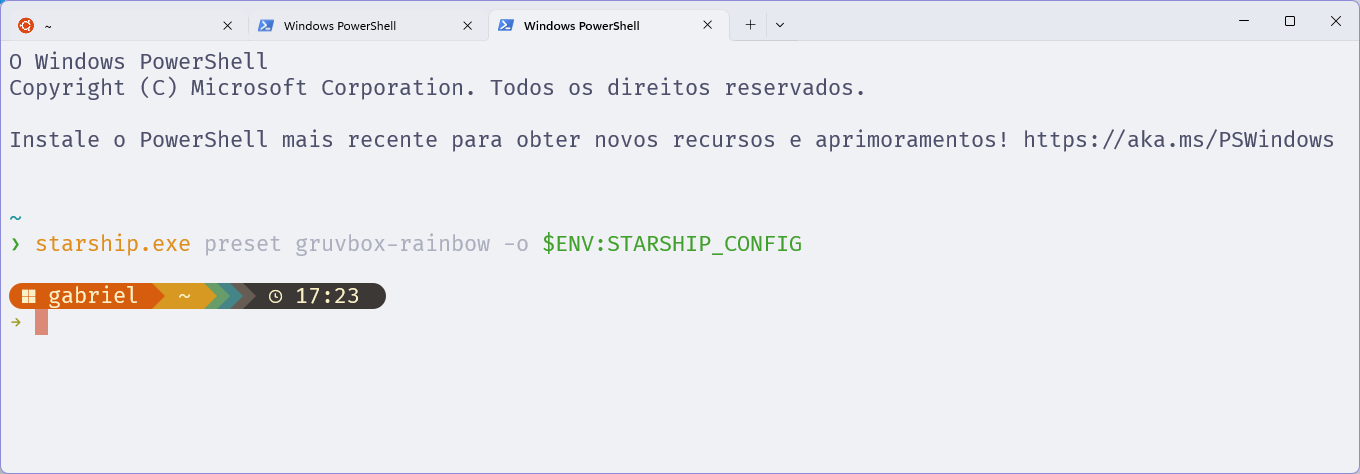 ~
Windows PowerShell
Windows PowerShell
O Windows PowerShell
Copyright (C) Microsoft Corporation. Todos os direitos reservados.
Instale o PowerShell mais recente para obter novos recursos e aprimoramentos! https://aka.ms/PSWindows
~
❯ starship.exe preset gruvbox-rainbow -o $ENV:STARSHIP_CONFIG
gabriel ~ 17:23
→